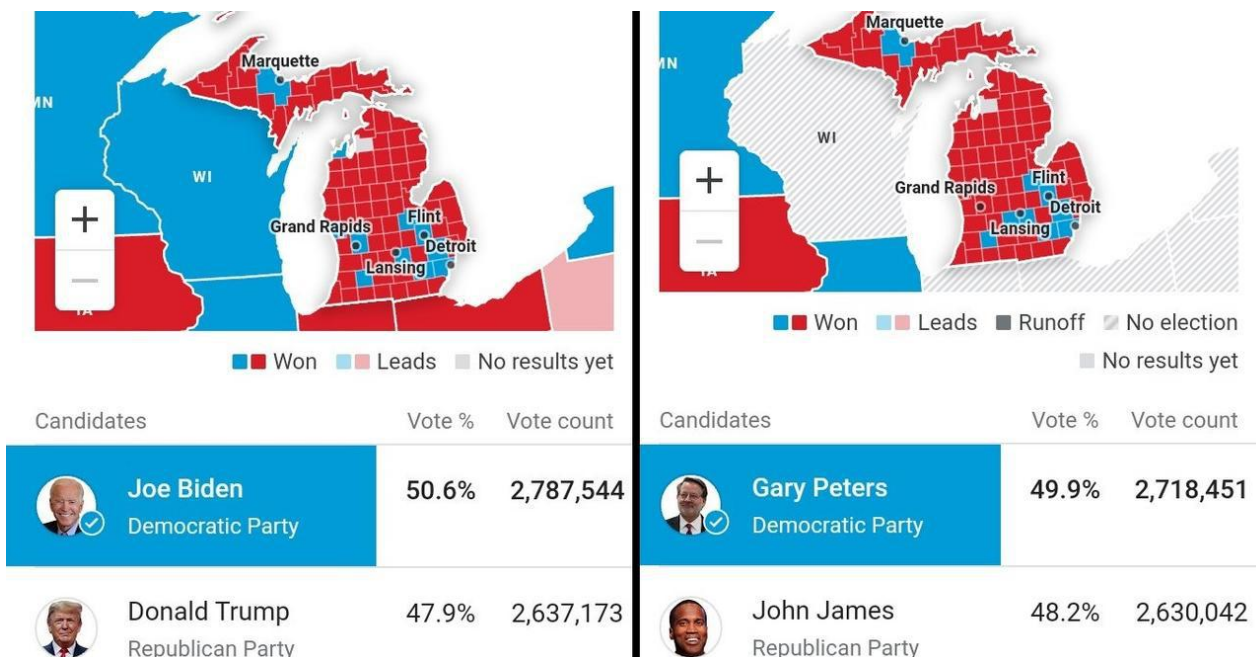 Marquette
MN
WI
Grand Rapids
Flint
Detroit
Lansing
+
−
IA
Won Leads No results yet
Candidates Vote % Vote count
Joe Biden 50.6% 2,787,544
Democratic Party
Donald Trump 47.9% 2,637,173
Republican Party
Marquette
MN
WI
Grand Rapids
Flint
Detroit
Lansing
+
−
IA
Won Leads Runoff No election
No results yet
Candidates Vote % Vote count
Gary Peters 49.9% 2,718,451
Democratic Party
John James 48.2% 2,630,042
Republican Party